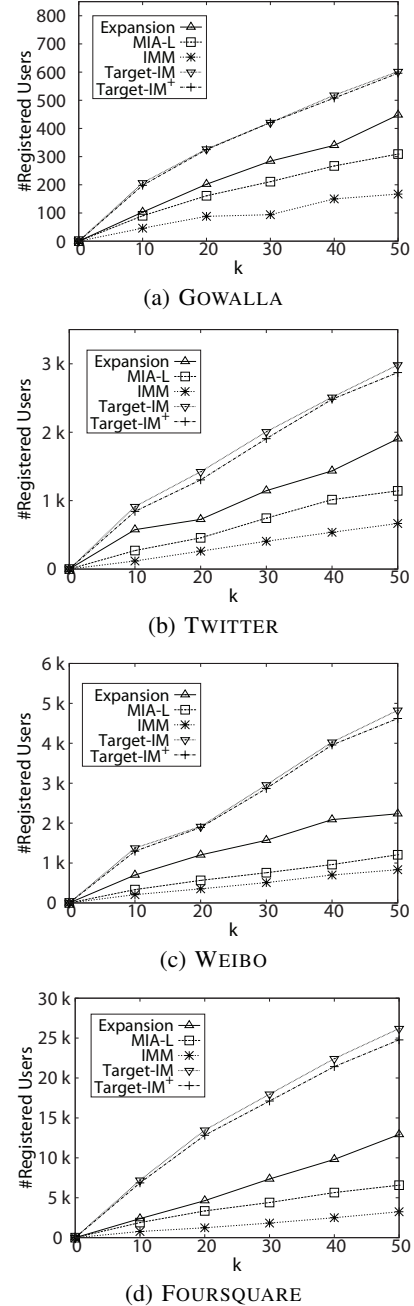 800
700
600
500
400
300
200
100
0
#Registered Users
Expansion
MIA-L
IMM
Target-IM
Target-IM+
0 10 20 30 40 50
k
(a) GOWALLA
3 k
2 k
1 k
0
#Registered Users
Expansion
MIA-L
IMM
Target-IM
Target-IM+
0 10 20 30 40 50
k
(b) TWITTER
6 k
5 k
4 k
3 k
2 k
1 k
0
#Registered Users
Expansion
MIA-L
IMM
Target-IM
Target-IM+
0 10 20 30 40 50
k
(c) WEIBO
30 k
25 k
20 k
15 k
10 k
5 k
0
#Registered Users
Expansion
MIA-L
IMM
Target-IM
Target-IM+
0 10 20 30 40 50
k
(d) FOURSQUARE